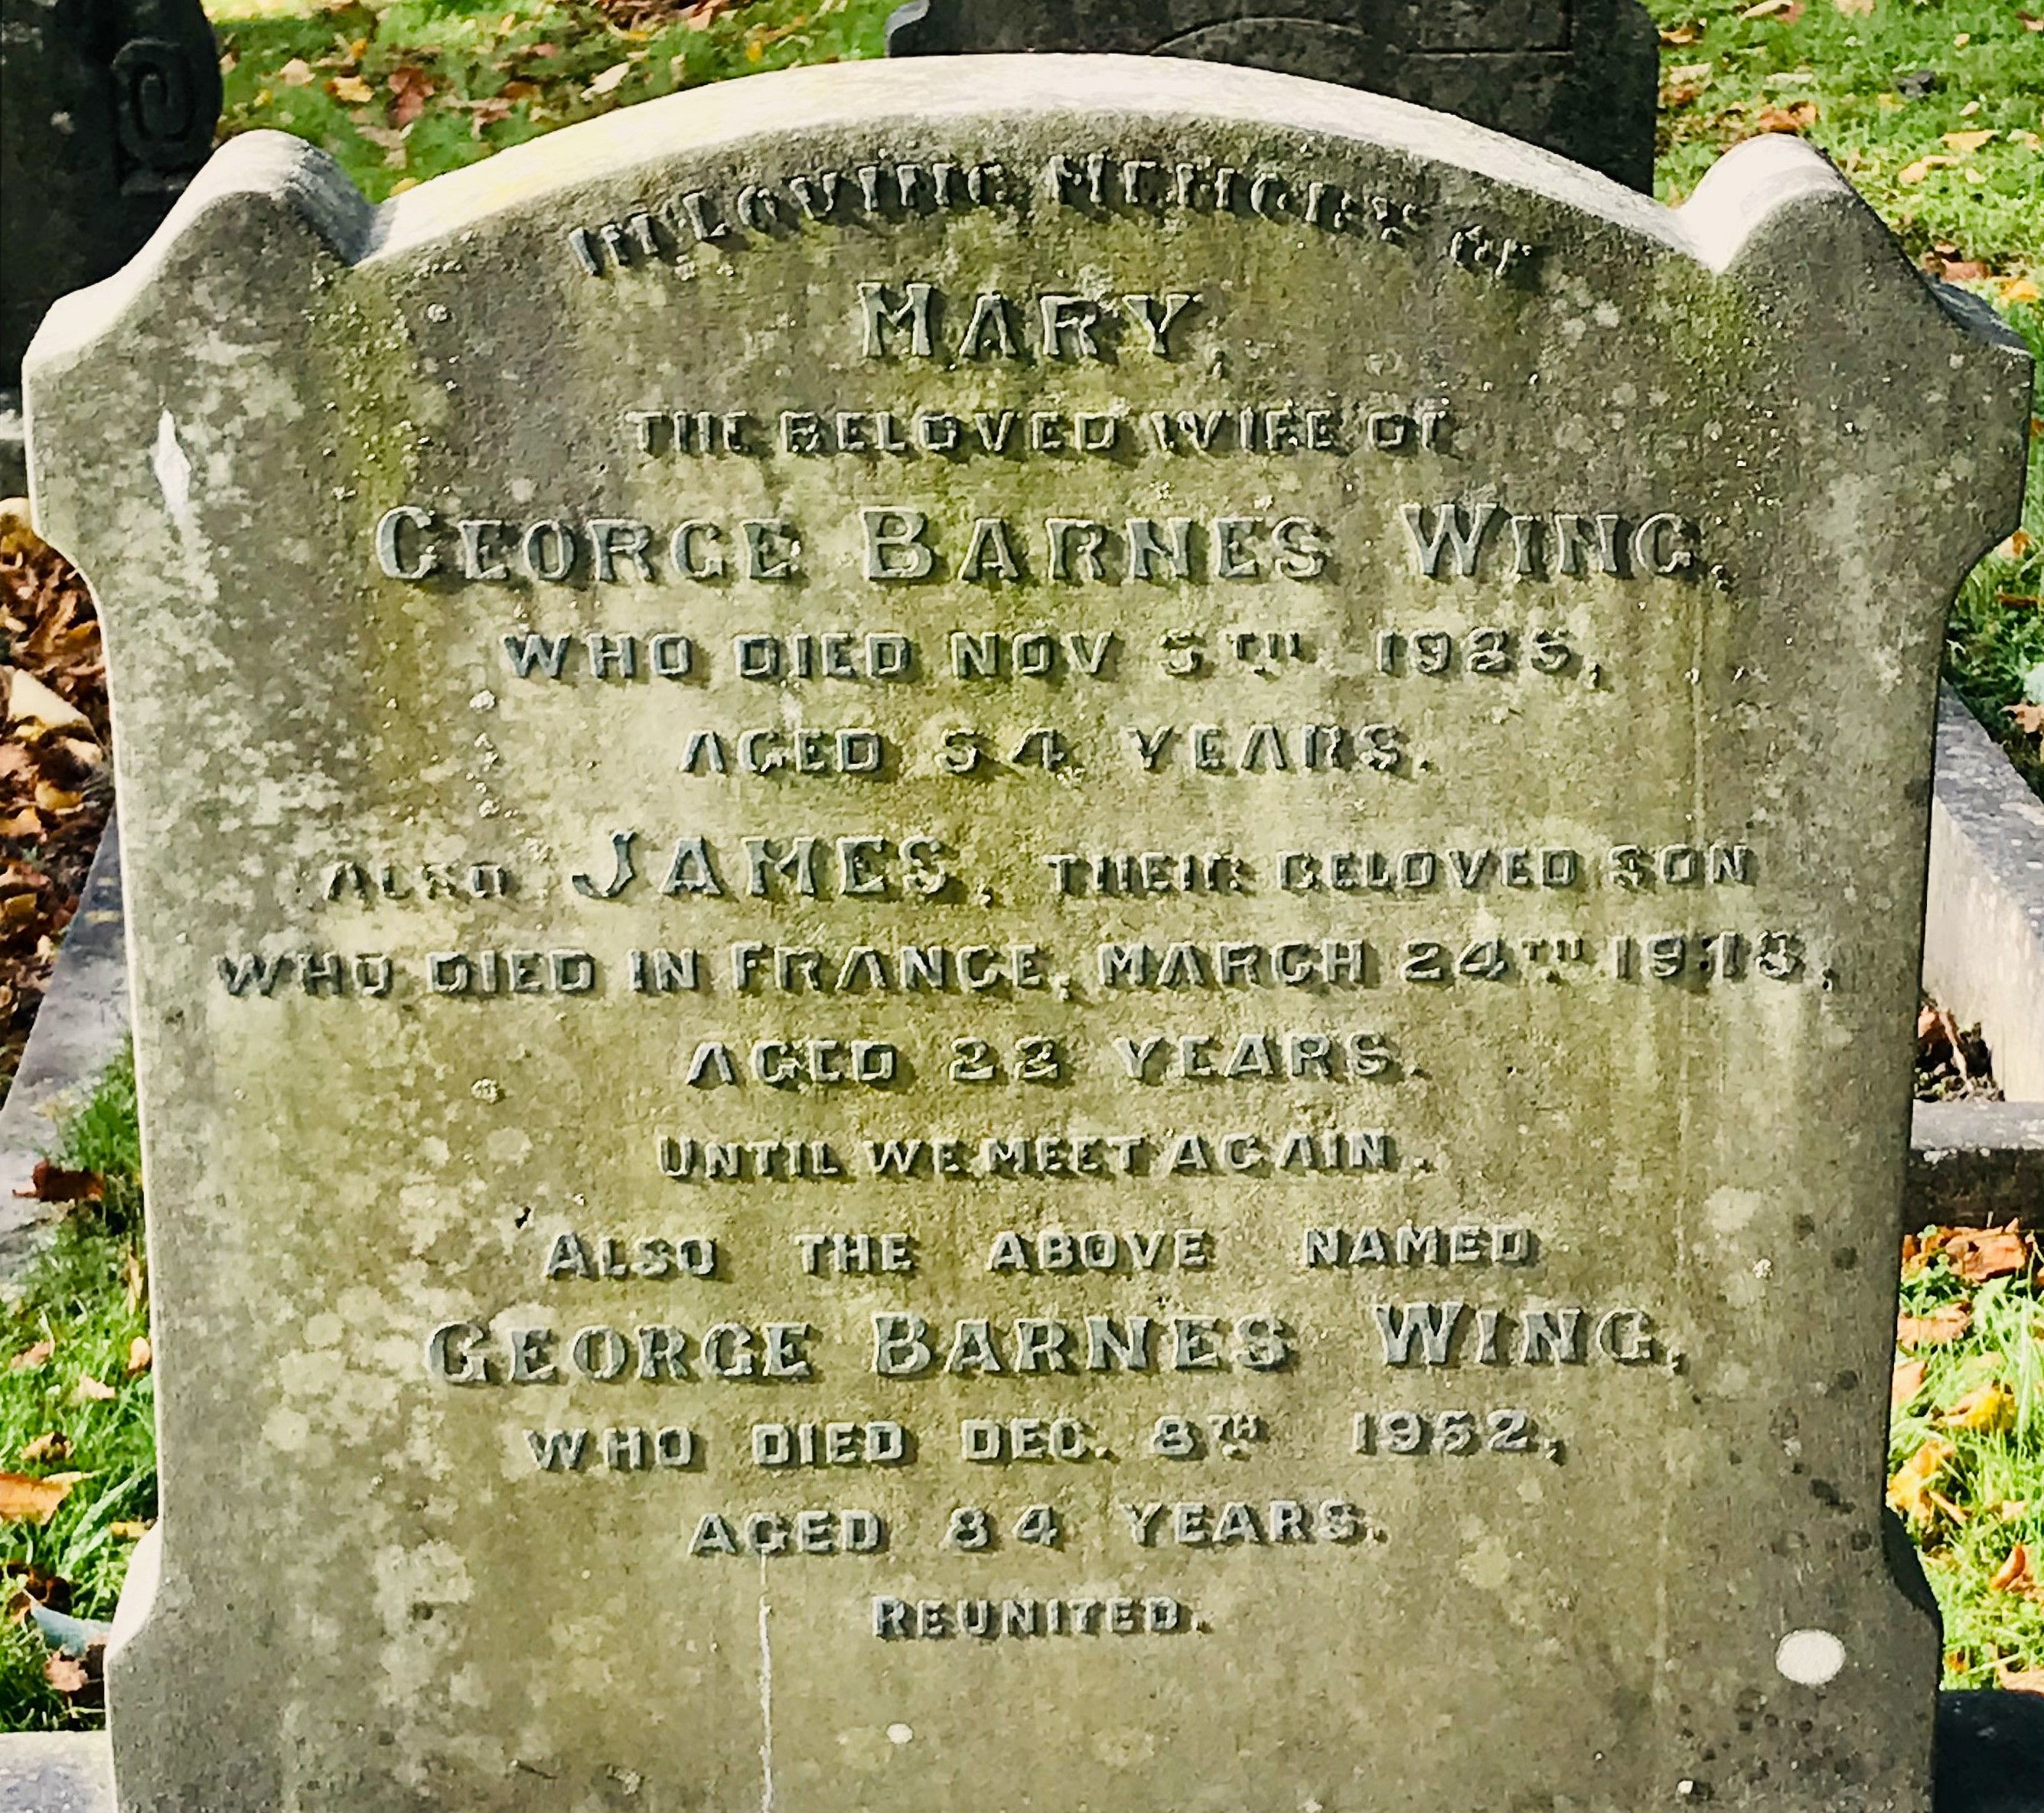 IN LOVING MEMORY OF
MARY,
THE BELOVED WIFE OF
GEORGE BARNES WING,
WHO DIED NOV 5TH 1925,
AGED 54 YEARS.
ALSO JAMES, THEIR BELOVED SON
WHO DIED IN FRANCE, MARCH 24TH 1918,
AGED 22 YEARS.
UNTIL WE MEET AGAIN.
ALSO THE ABOVE NAMED
GEORGE BARNES WING,
WHO DIED DEC. 8TH 1952,
AGED 84 YEARS.
REUNITED.